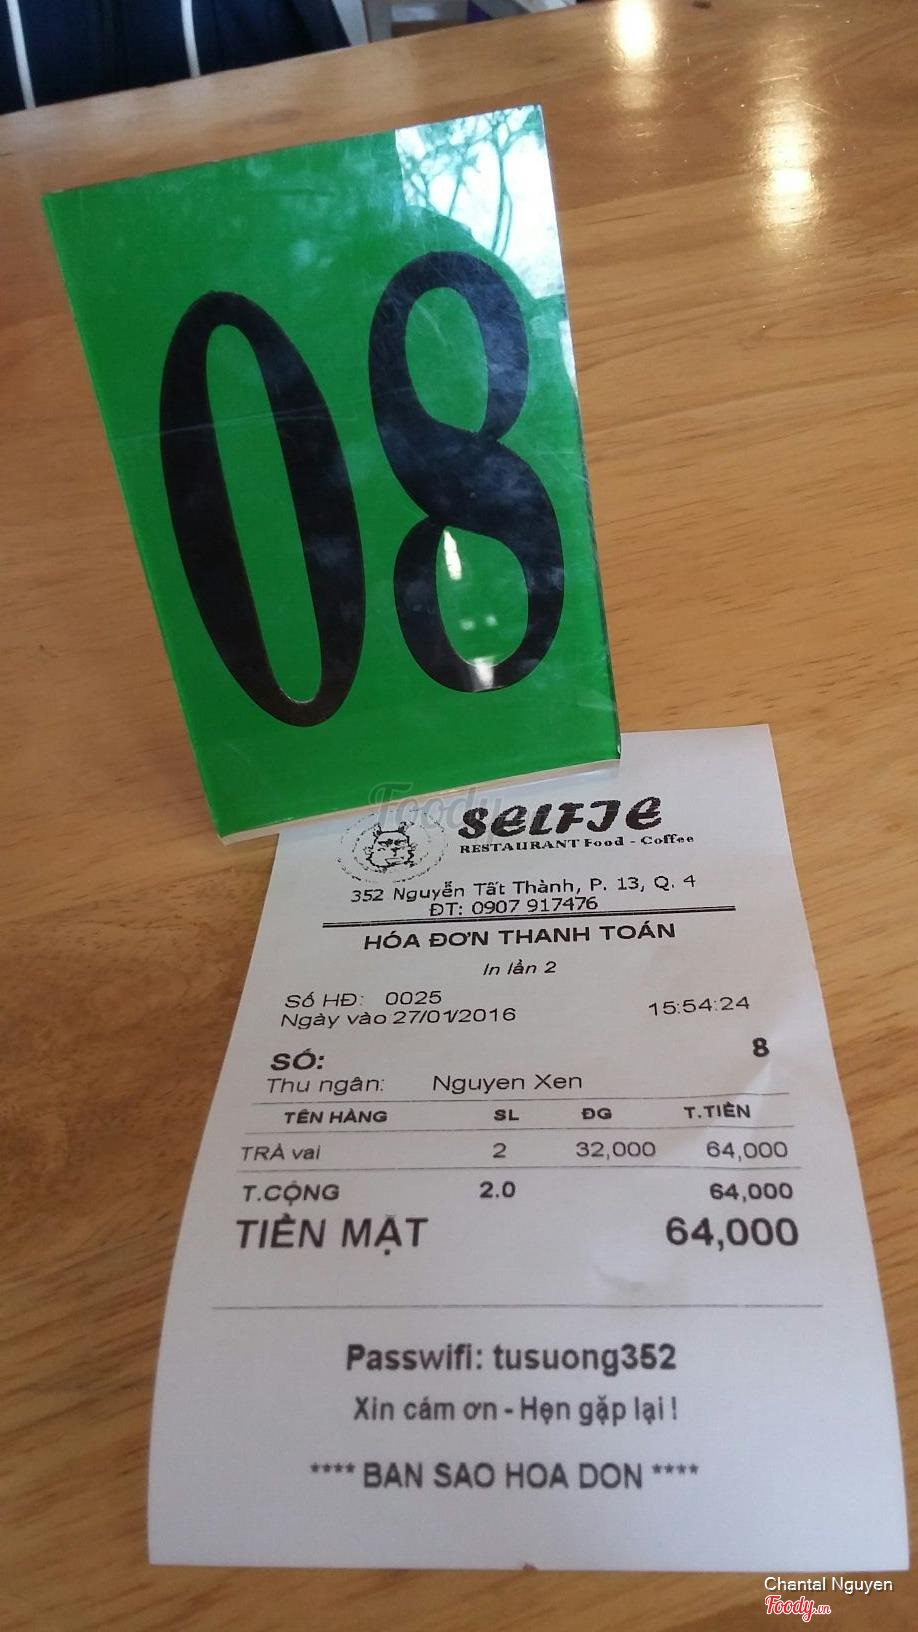 08
Foody
SELFIE
RESTAURANT Food - Coffee
352 Nguyễn Tất Thành, P. 13, Q. 4
ĐT: 0907 917476
HÓA ĐƠN THANH TOÁN
In lần 2
Số HĐ: 0025
Ngày vào 27/01/2016 15:54:24
SỐ: 8
Thu ngân: Nguyen Xen
TÊN HÀNG SL ĐG T.TIỀN
TRÀ vai 2 32,000 64,000
T.CỘNG 2.0 64,000
TIỀN MẶT 64,000
Passwifi: tusuong352
Xin cám ơn - Hẹn gặp lại !
**** BAN SAO HOA DON ****
Chantal Nguyen
Foody.vn